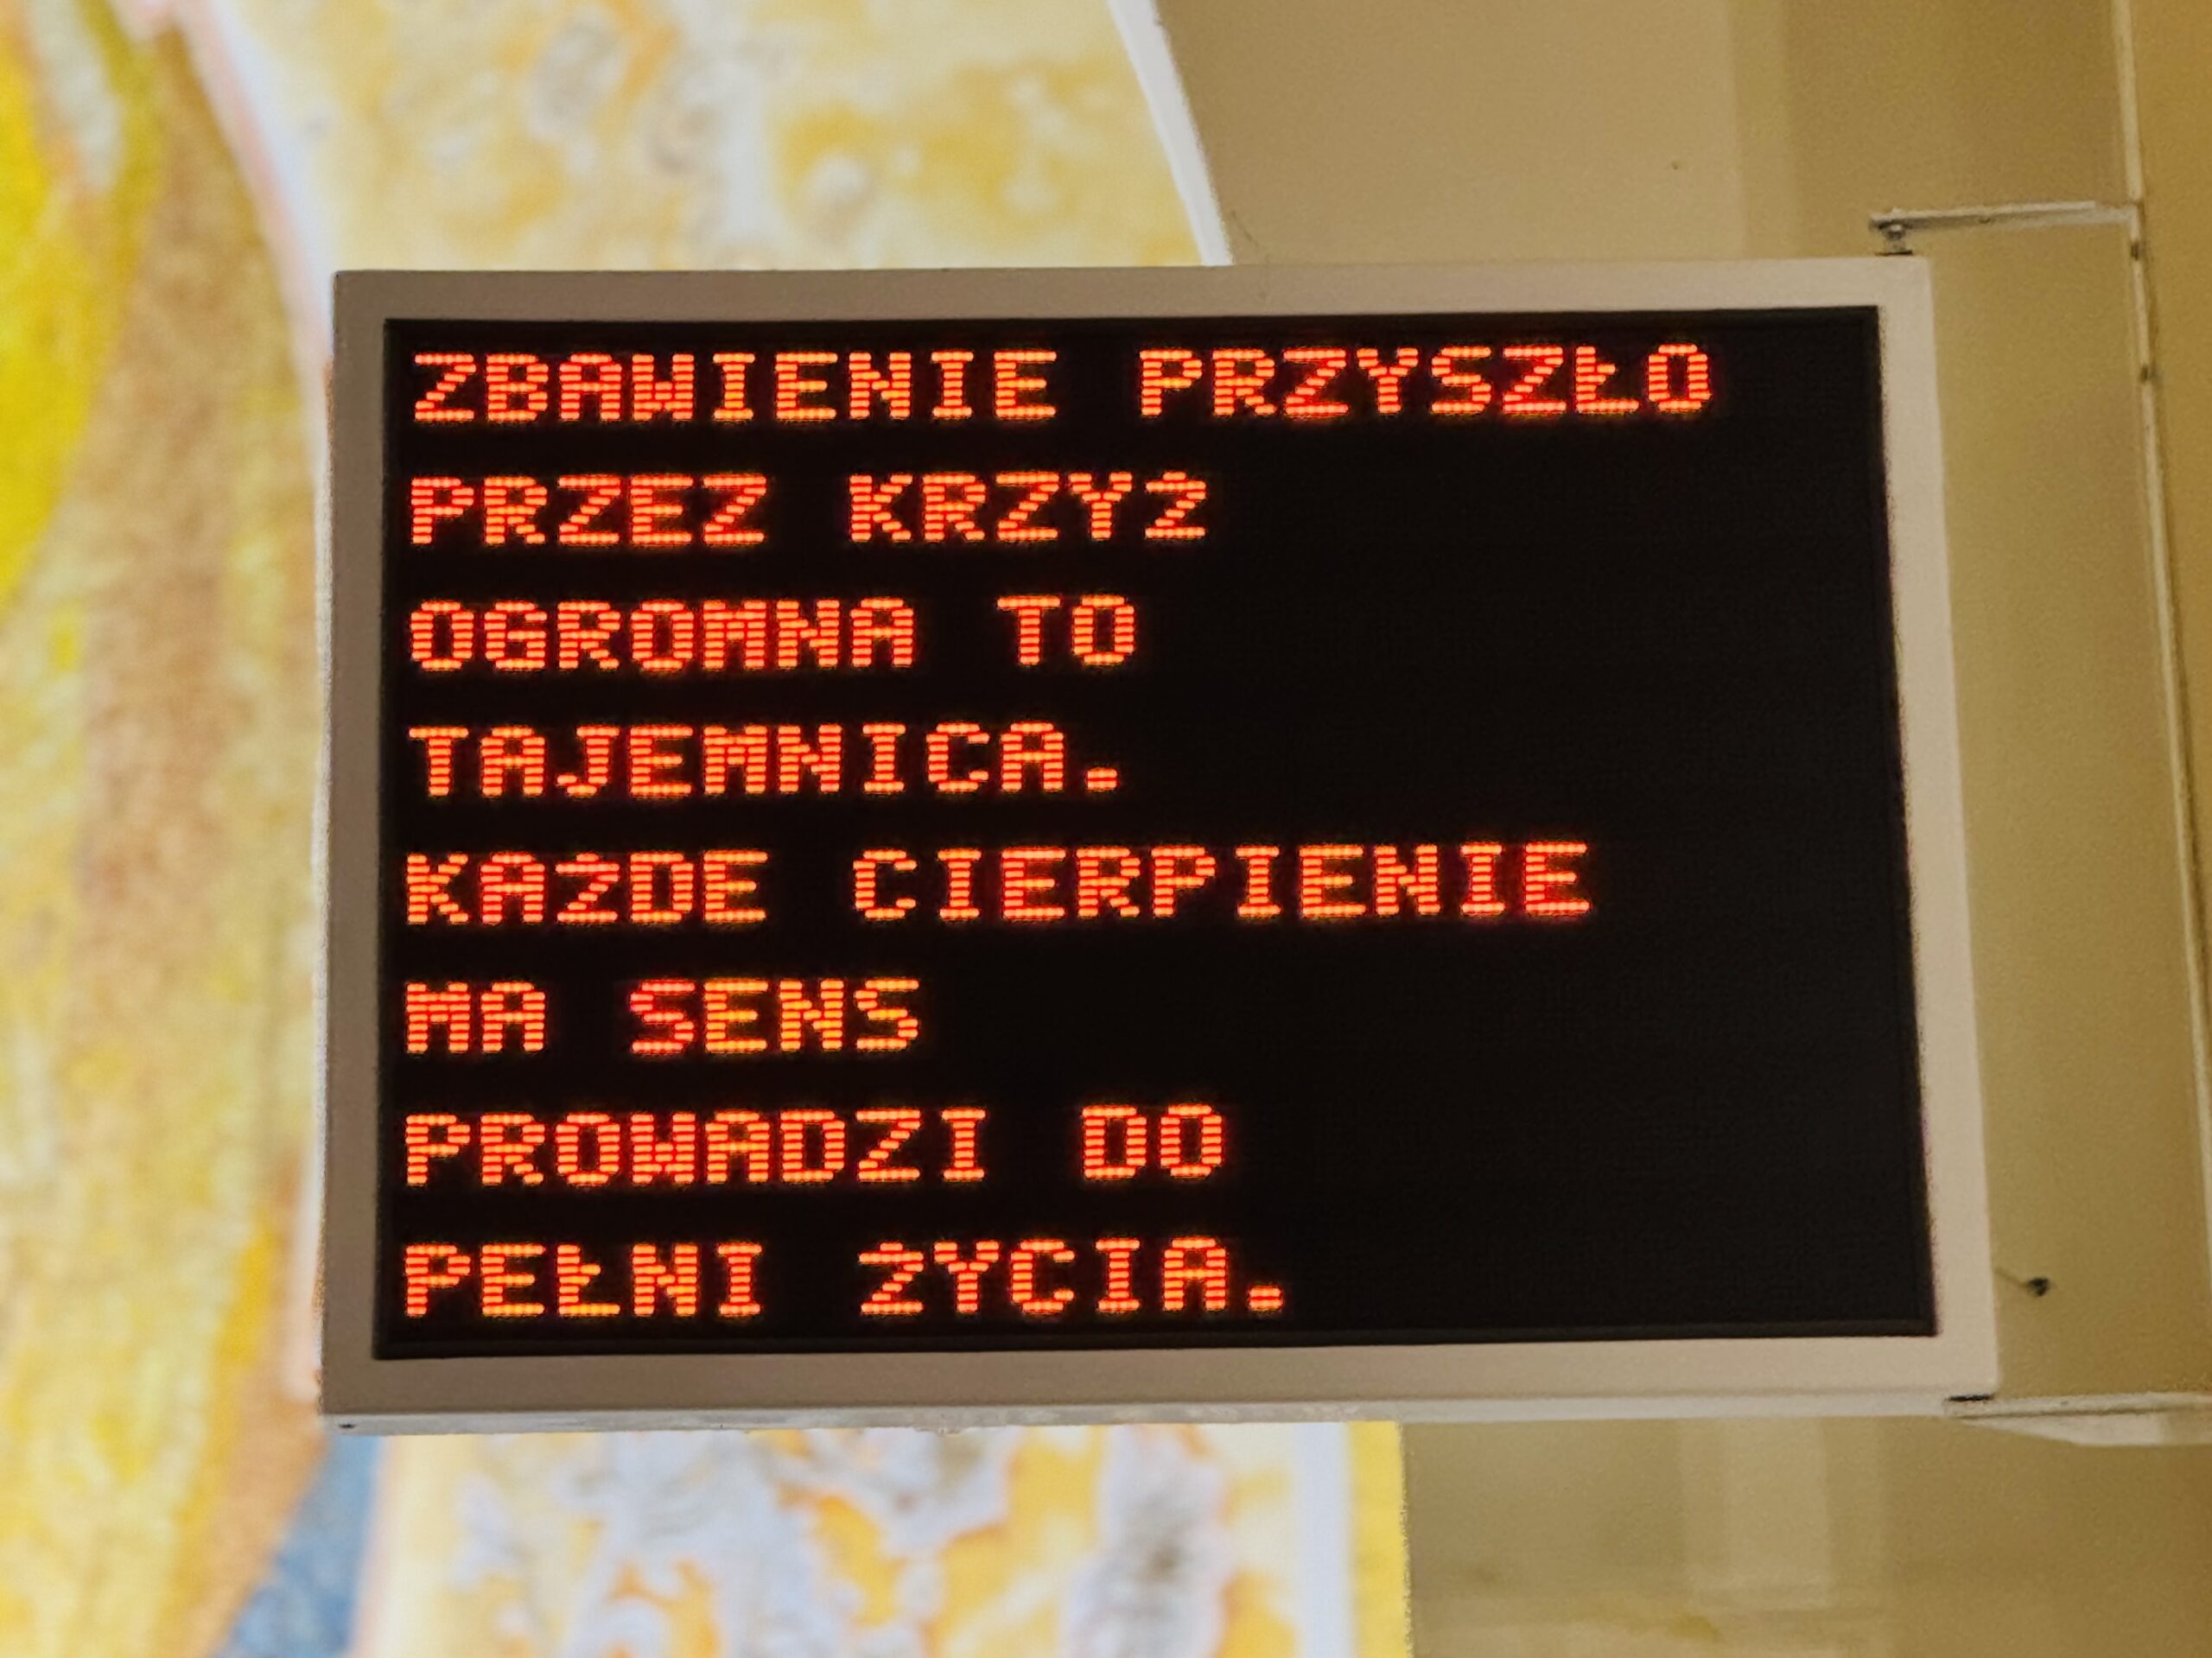 ZBAWIENIE PRZYSZŁO
PRZEZ KRZYŻ
OGROMNA TO
TAJEMNICA.
KAŻDE CIERPIENIE
MA SENS
PROWADZI DO
PEŁNI ŻYCIA.